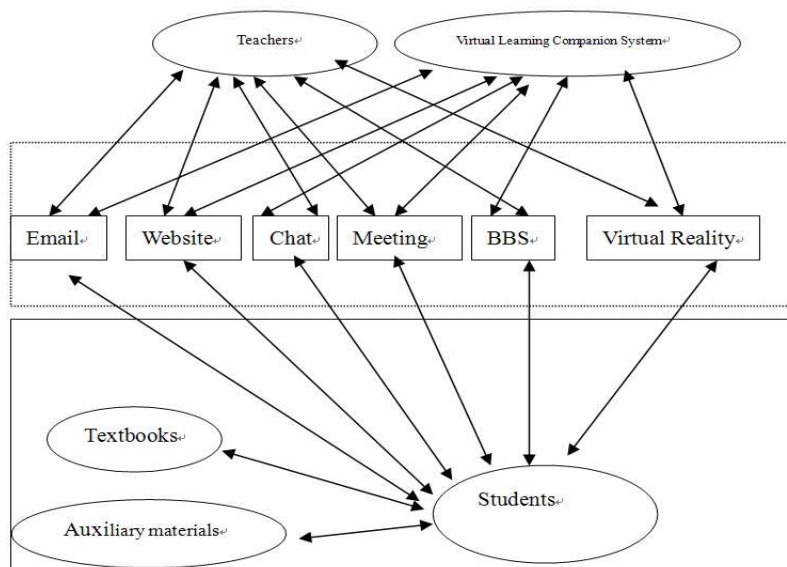 Teachers
Virtual Learning Companion System
Email
Website
Chat
Meeting
BBS
Virtual Reality
Textbooks
Students
Auxiliary materials